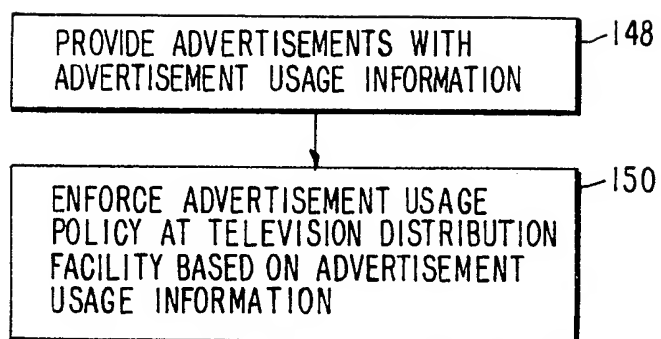 PROVIDE ADVERTISEMENTS WITH
ADVERTISEMENT USAGE INFORMATION
148
ENFORCE ADVERTISEMENT USAGE
POLICY AT TELEVISION DISTRIBUTION
FACILITY BASED ON ADVERTISEMENT
USAGE INFORMATION
150